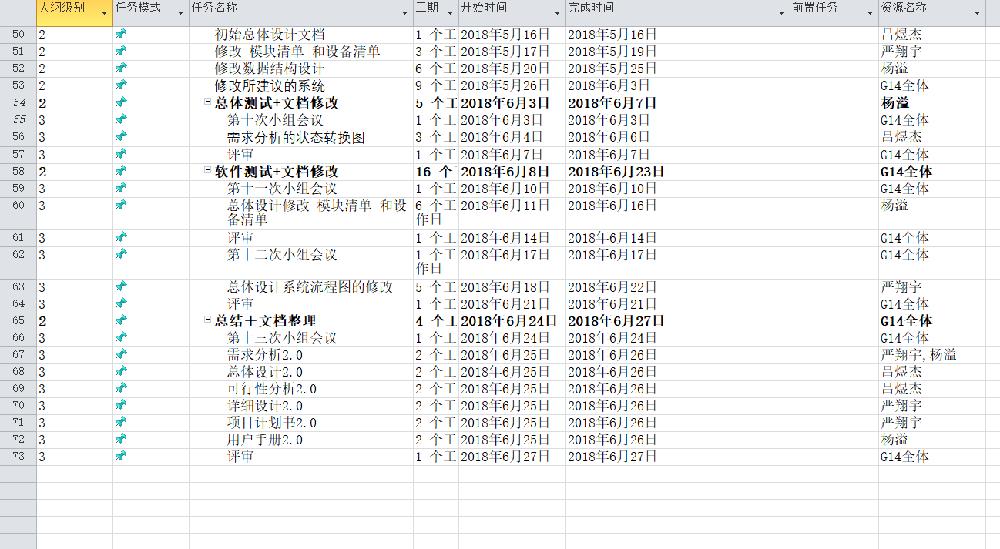 大纲级别 任务模式 任务名称 工期 开始时间 完成时间 前置任务 资源名称
50 2 初始总体设计文档 1 个工 2018年5月16日 2018年5月16日 吕煜杰
51 2 修改 模块清单 和设备清单 3 个工 2018年5月17日 2018年5月19日 严翔宇
52 2 修改数据结构设计 6 个工 2018年5月20日 2018年5月25日 杨溢
53 2 修改所建议的系统 9 个工 2018年5月26日 2018年6月3日 G14全体
54 2 总体测试+文档修改 5 个工 2018年6月3日 2018年6月7日 杨溢
55 3 第十次小组会议 1 个工 2018年6月3日 2018年6月3日 G14全体
56 3 需求分析的状态转换图 3 个工 2018年6月4日 2018年6月6日 吕煜杰
57 3 评审 1 个工 2018年6月7日 2018年6月7日 G14全体
58 2 软件测试+文档修改 16 个 2018年6月8日 2018年6月23日 G14全体
59 3 第十一次小组会议 1 个工 2018年6月10日 2018年6月10日 G14全体
60 3 总体设计修改 模块清单 和设 6 个工 2018年6月11日 2018年6月16日 杨溢
备清单 作日
61 3 评审 1 个工 2018年6月14日 2018年6月14日 G14全体
62 3 第十二次小组会议 1 个工 2018年6月17日 2018年6月17日 G14全体
作日
63 3 总体设计系统流程图的修改 5 个工 2018年6月18日 2018年6月22日 严翔宇
64 3 评审 1 个工 2018年6月21日 2018年6月21日 G14全体
65 2 总结＋文档整理 4 个工 2018年6月24日 2018年6月27日 G14全体
66 3 第十三次小组会议 1 个工 2018年6月24日 2018年6月24日 G14全体
67 3 需求分析2.0 2 个工 2018年6月25日 2018年6月26日 严翔宇,杨溢
68 3 总体设计2.0 2 个工 2018年6月25日 2018年6月26日 吕煜杰
69 3 可行性分析2.0 2 个工 2018年6月25日 2018年6月26日 吕煜杰
70 3 详细设计2.0 2 个工 2018年6月25日 2018年6月26日 严翔宇
71 3 项目计划书2.0 2 个工 2018年6月25日 2018年6月26日 严翔宇
72 3 用户手册2.0 2 个工 2018年6月25日 2018年6月26日 杨溢
73 3 评审 1 个工 2018年6月27日 2018年6月27日 G14全体